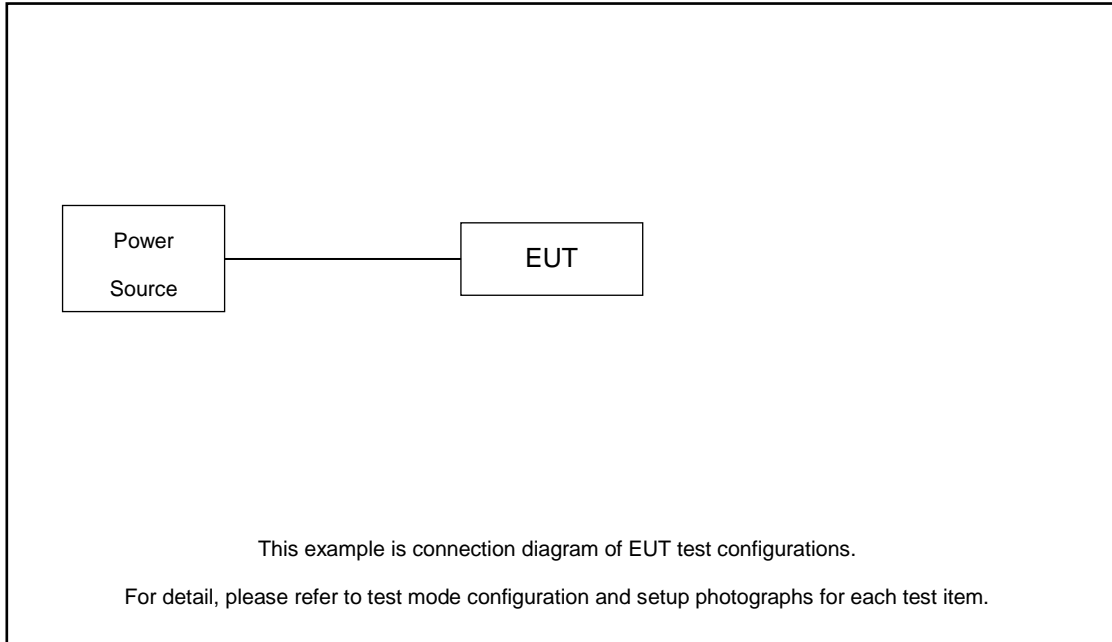 Power
Source
EUT
This example is connection diagram of EUT test configurations.
For detail, please refer to test mode configuration and setup photographs for each test item.